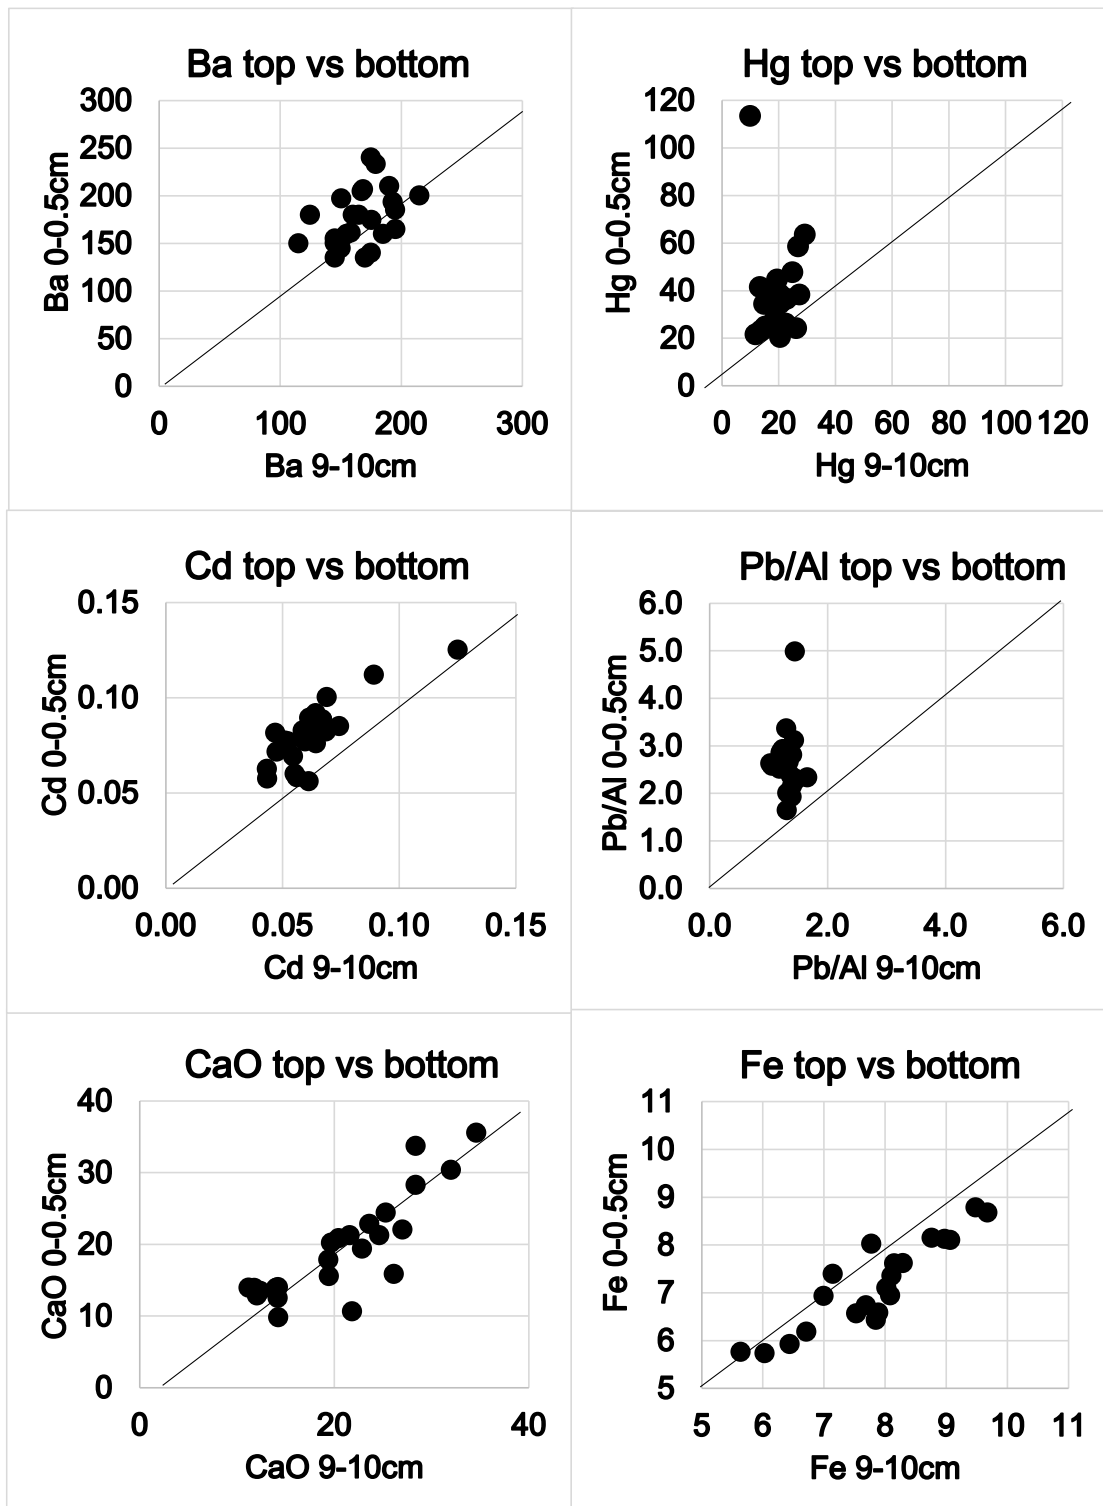 Ba top vs bottom
300
250
200
150
100
50
0
Ba 0-0.5cm
0 100 200 300
Ba 9-10cm
Hg top vs bottom
120
100
80
60
40
20
0
Hg 0-0.5cm
0 20 40 60 80 100 120
Hg 9-10cm
Cd top vs bottom
0.15
0.10
0.05
0.00
Cd 0-0.5cm
0.00 0.05 0.10 0.15
Cd 9-10cm
Pb/Al top vs bottom
6.0
5.0
4.0
3.0
2.0
1.0
0.0
Pb/Al 0-0.5cm
0.0 2.0 4.0 6.0
Pb/Al 9-10cm
CaO top vs bottom
40
30
20
10
0
CaO 0-0.5cm
0 20 40
CaO 9-10cm
Fe top vs bottom
11
10
9
8
7
6
5
Fe 0-0.5cm
5 6 7 8 9 10 11
Fe 9-10cm